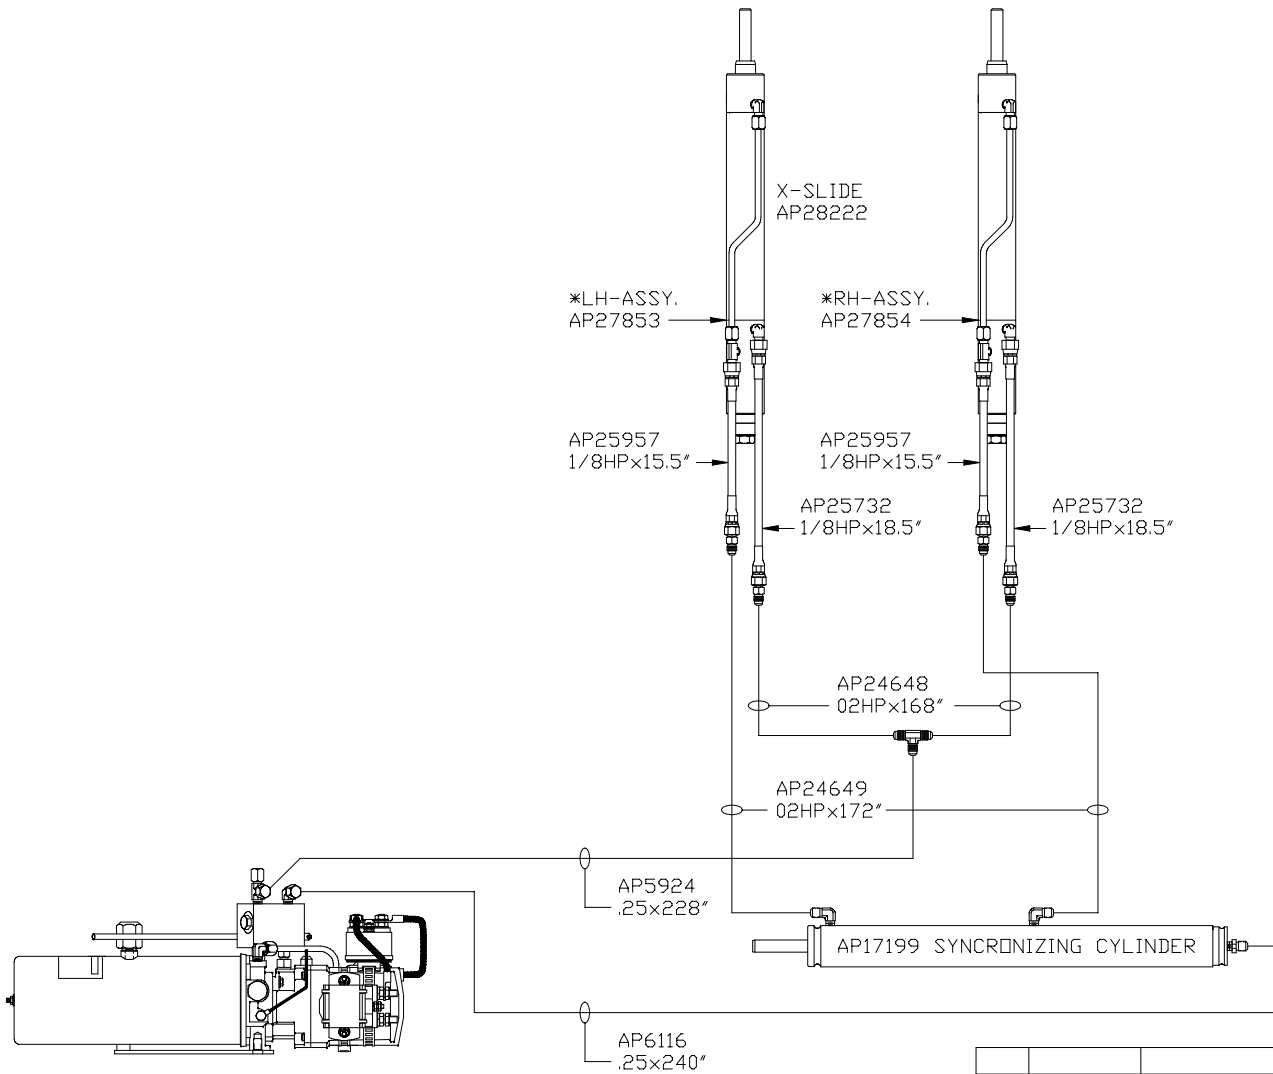 X-SLIDE
AP28222
*LH-ASSY.
AP27853
*RH-ASSY.
AP27854
AP25957
1/8HPx15.5"
AP25957
1/8HPx15.5"
AP25732
1/8HPx18.5"
AP25732
1/8HPx18.5"
AP24648
02HPx168"
AP24649
02HPx172"
AP5924
.25x228"
AP17199 SYNCRONIZING CYLINDER
AP6116
.25x240"